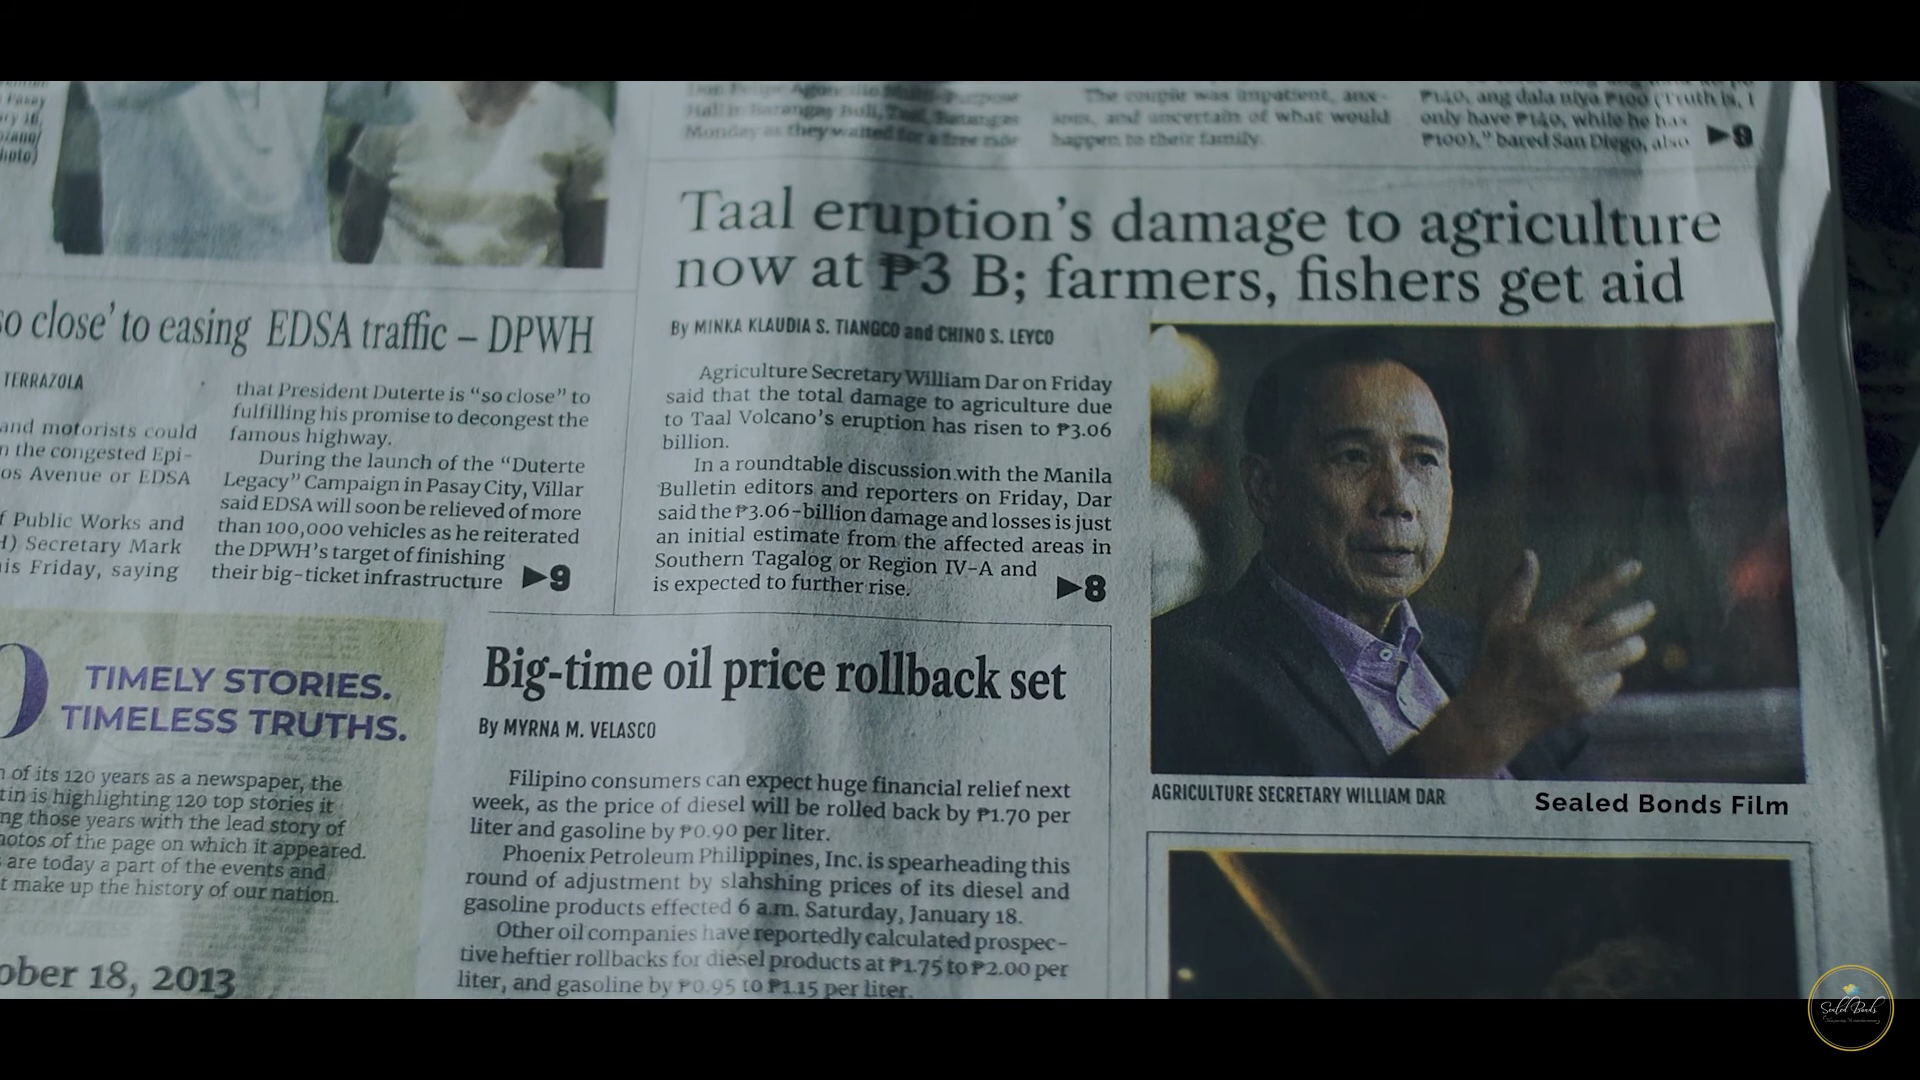 Pasay
Hall in Barangay Buli, Taal, Batangas
Monday as they waited for a free ride
The couple was impatient, anx-
ious, and uncertain of what would
happen to their family.
₱140, ang dala niya ₱100 (Truth is, I
only have ₱140, while he has
₱100)," bared San Diego, also ▶9
Taal eruption's damage to agriculture
now at ₱3 B; farmers, fishers get aid
By MINKA KLAUDIA S. TIANGCO and CHINO S. LEYCO
Agriculture Secretary William Dar on Friday
said that the total damage to agriculture due
to Taal Volcano's eruption has risen to ₱3.06
billion.
In a roundtable discussion with the Manila
Bulletin editors and reporters on Friday, Dar
said the ₱3.06-billion damage and losses is just
an initial estimate from the affected areas in
Southern Tagalog or Region IV-A and
is expected to further rise. ▶8
AGRICULTURE SECRETARY WILLIAM DAR
so close' to easing EDSA traffic – DPWH
TERRAZOLA
and motorists could
n the congested Epi-
os Avenue or EDSA
f Public Works and
H) Secretary Mark
is Friday, saying
that President Duterte is "so close" to
fulfilling his promise to decongest the
famous highway.
During the launch of the "Duterte
Legacy" Campaign in Pasay City, Villar
said EDSA will soon be relieved of more
than 100,000 vehicles as he reiterated
the DPWH's target of finishing
their big-ticket infrastructure ▶9
TIMELY STORIES.
TIMELESS TRUTHS.
of its 120 years as a newspaper, the
tin is highlighting 120 top stories it
ng those years with the lead story of
hotos of the page on which it appeared.
are today a part of the events and
t make up the history of our nation.
ober 18, 2013
Big-time oil price rollback set
By MYRNA M. VELASCO
Filipino consumers can expect huge financial relief next
week, as the price of diesel will be rolled back by ₱1.70 per
liter and gasoline by ₱0.90 per liter.
Phoenix Petroleum Philippines, Inc. is spearheading this
round of adjustment by slahshing prices of its diesel and
gasoline products effected 6 a.m. Saturday, January 18.
Other oil companies have reportedly calculated prospec-
tive heftier rollbacks for diesel products at ₱1.75 to ₱2.00 per
liter, and gasoline by ₱0.95 to ₱1.15 per liter.
Sealed Bonds Film
Sealed Bonds